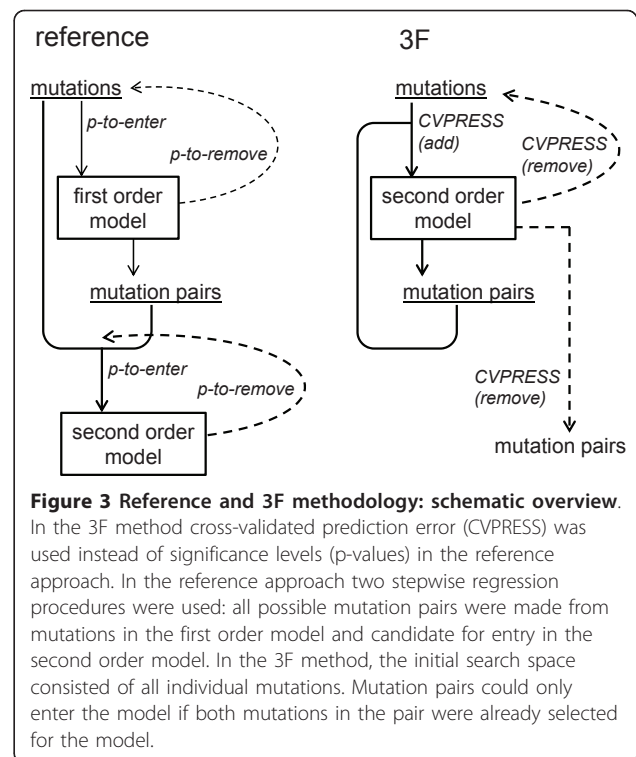 reference
mutations
p-to-enter
p-to-remove
first order
model
mutation pairs
p-to-enter
p-to-remove
second order
model
3F
mutations
CVPRESS
(add)
CVPRESS
(remove)
second order
model
mutation pairs
CVPRESS
(remove)
mutation pairs
Figure 3 Reference and 3F methodology: schematic overview.
In the 3F method cross-validated prediction error (CVPRESS) was
used instead of significance levels (p-values) in the reference
approach. In the reference approach two stepwise regression
procedures were used: all possible mutation pairs were made from
mutations in the first order model and candidate for entry in the
second order model. In the 3F method, the initial search space
consisted of all individual mutations. Mutation pairs could only
enter the model if both mutations in the pair were already selected
for the model.